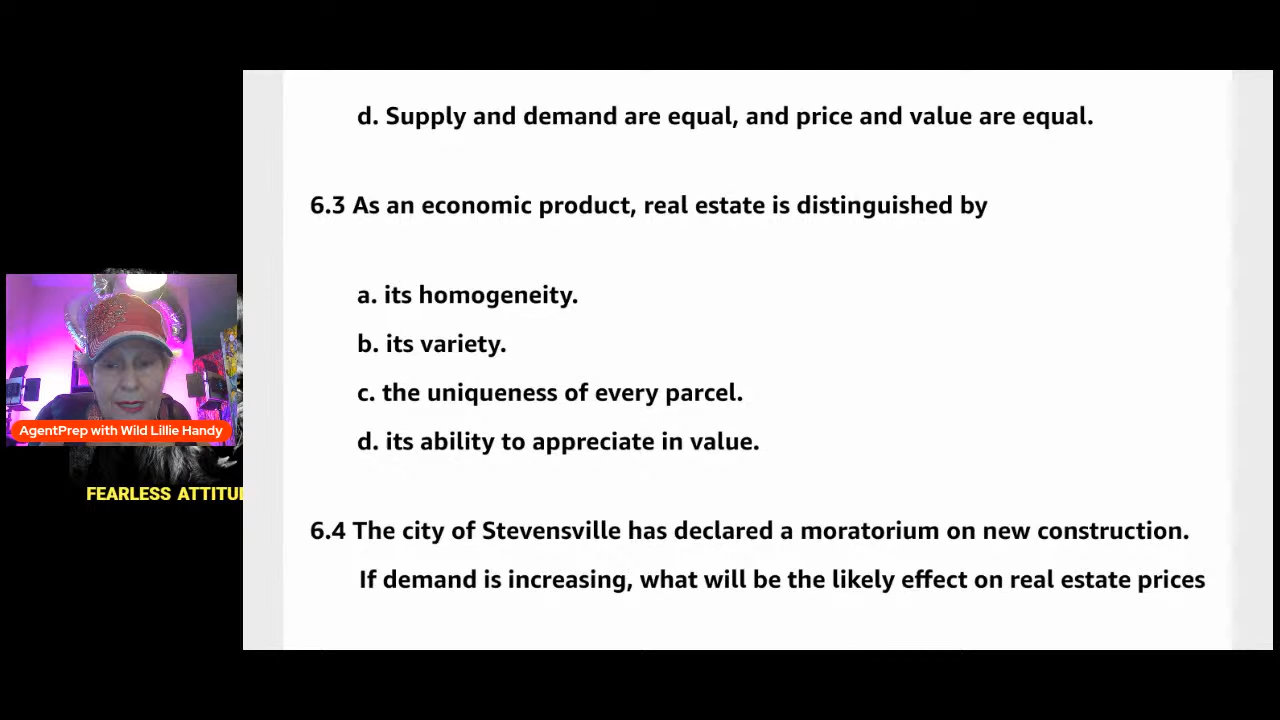 d. Supply and demand are equal, and price and value are equal.
6.3 As an economic product, real estate is distinguished by
a. its homogeneity.
b. its variety.
c. the uniqueness of every parcel.
d. its ability to appreciate in value.
6.4 The city of Stevensville has declared a moratorium on new construction.
If demand is increasing, what will be the likely effect on real estate prices
AgentPrep with Wild Lillie Handy
FEARLESS ATTITU